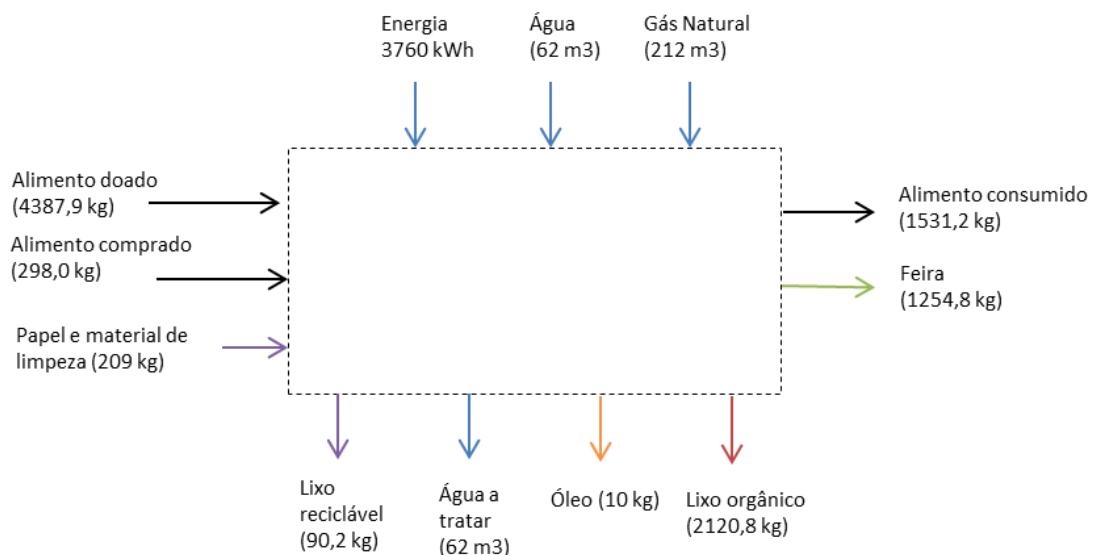 Energia
3760 kWh
Água
(62 m3)
Gás Natural
(212 m3)
Alimento doado
(4387,9 kg)
Alimento comprado
(298,0 kg)
Papel e material de
limpeza (209 kg)
Alimento consumido
(1531,2 kg)
Feira
(1254,8 kg)
Lixo
reciclável
(90,2 kg)
Água a
tratar
(62 m3)
Óleo (10 kg)
Lixo orgânico
(2120,8 kg)